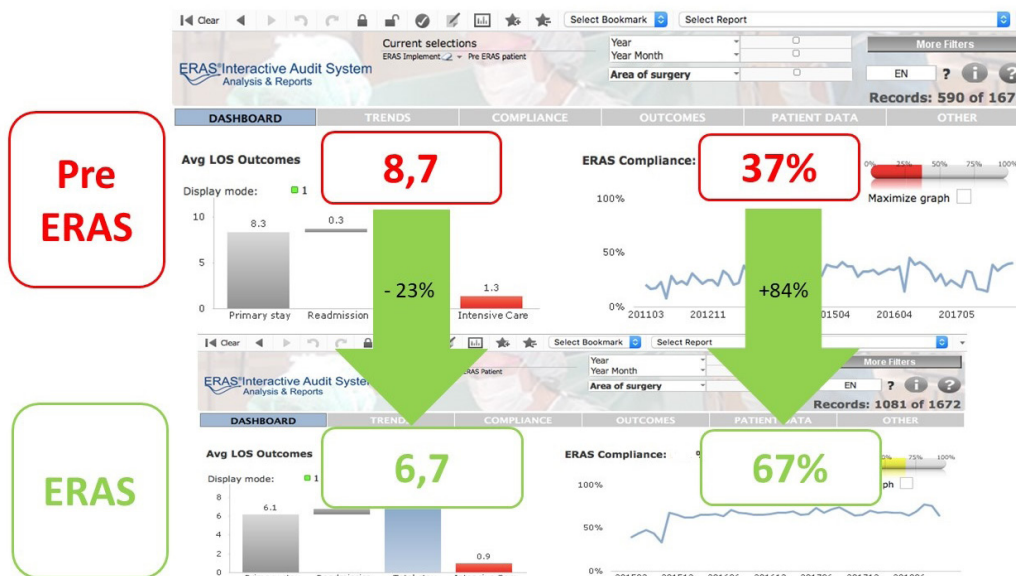 Clear
Select Bookmark
Select Report
ERAS®Interactive Audit System
Analysis & Reports
Current selections
ERAS Implement
Pre ERAS patient
Year
Year Month
Area of surgery
More Filters
EN
?
Records: 590 of 167
DASHBOARD TRENDS COMPLIANCE OUTCOMES PATIENT DATA OTHER
Pre
ERAS
Avg LOS Outcomes
8,7
ERAS Compliance:
37%
0% 25% 50% 75% 100%
Display mode:
1
Maximize graph
10
5
0
8.3
0.3
1.3
Primary stay
Readmission
Intensive Care
- 23%
100%
50%
0%
201103 201211
201604 201705
+84%
Clear
Select Bookmark
Select Report
ERAS®Interactive Audit Syste
Analysis & Reports
ERAS Patient
Year
Year Month
Area of surgery
More Filters
EN
?
Records: 1081 of 1672
DASHBOARD
COMPLIANCE
OUTCOMES
OTHER
ERAS
Avg LOS Outcomes
6,7
ERAS Compliance:
67%
75% 100%
Display mode:
1
8
6
4
2
0
6.1
0.9
100%
50%
0%